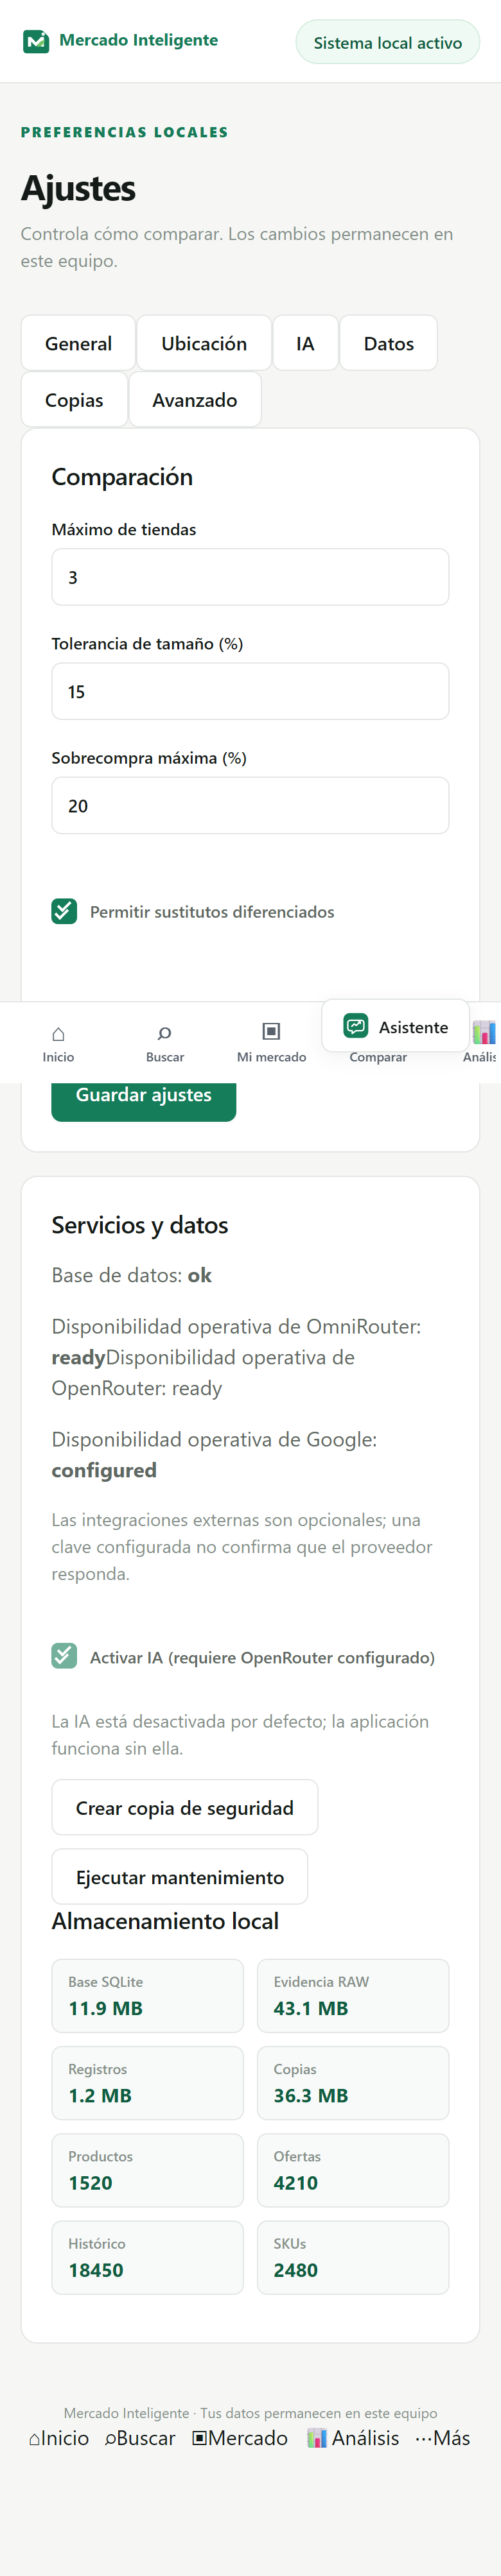 Mercado Inteligente
Sistema local activo
PREFERENCIAS LOCALES
Ajustes
Controla cómo comparar. Los cambios permanecen en
este equipo.
General
Ubicación
IA
Datos
Copias
Avanzado
Comparación
Máximo de tiendas
3
Tolerancia de tamaño (%)
15
Sobrecompra máxima (%)
20
Permitir sustitutos diferenciados
Asistente
Inicio
Buscar
Mi mercado
Comparar
Anális
Guardar ajustes
Servicios y datos
Base de datos: ok
Disponibilidad operativa de OmniRouter:
readyDisponibilidad operativa de
OpenRouter: ready
Disponibilidad operativa de Google:
configured
Las integraciones externas son opcionales; una
clave configurada no confirma que el proveedor
responda.
Activar IA (requiere OpenRouter configurado)
La IA está desactivada por defecto; la aplicación
funciona sin ella.
Crear copia de seguridad
Ejecutar mantenimiento
Almacenamiento local
Base SQLite
11.9 MB
Evidencia RAW
43.1 MB
Registros
1.2 MB
Copias
36.3 MB
Productos
1520
Ofertas
4210
Histórico
18450
SKUs
2480
Mercado Inteligente · Tus datos permanecen en este equipo
⌂Inicio ⌕Buscar ▣Mercado 📊Análisis ⋯Más